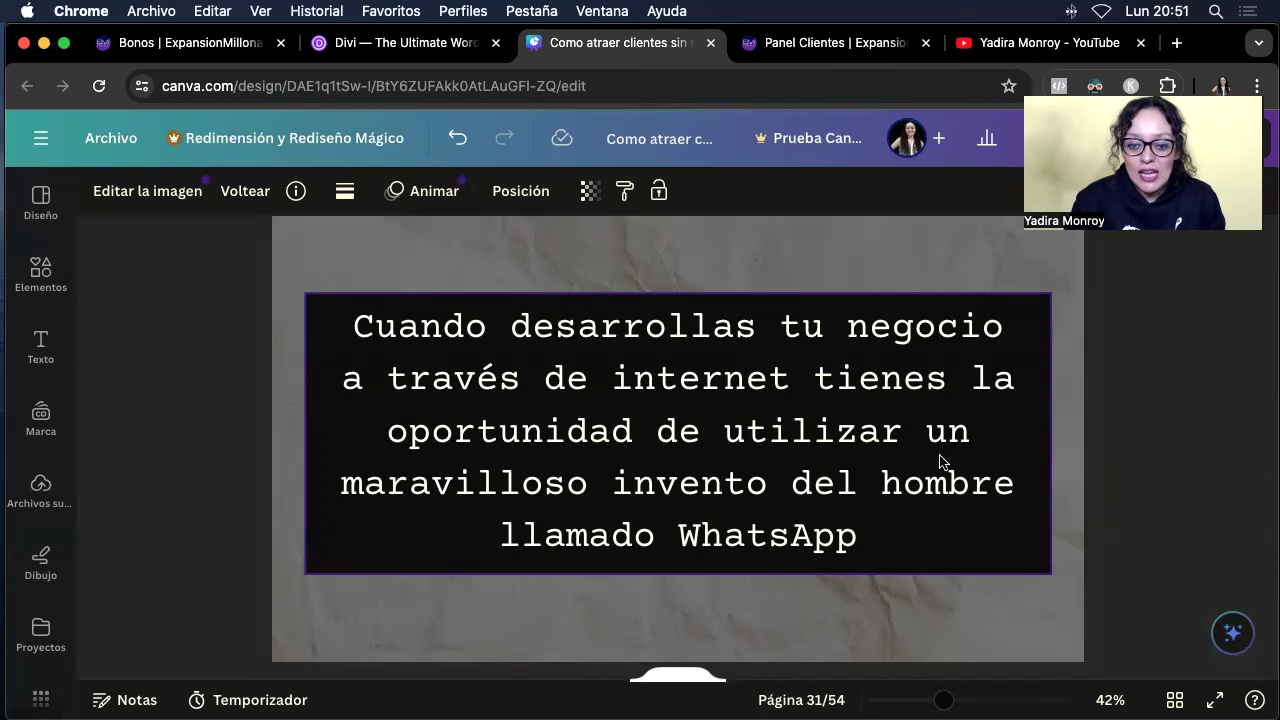 Chrome Archivo Editar Ver Historial Favoritos Perfiles Pestaña Ventana Ayuda Lun 20:51
Bonos | ExpansionMillona Divi — The Ultimate Wor Como atraer clientes sin Panel Clientes | Expansio Yadira Monroy - YouTube
canva.com/design/DAE1q1tSw-I/BtY6ZUFAkk0AtLAuGFI-ZQ/edit
Archivo Redimensión y Rediseño Mágico Como atraer c... Prueba Can...
Editar la imagen Voltear Animar Posición
Yadira Monroy
Diseño
Elementos
Texto
Marca
Archivos su...
Dibujo
Proyectos
Cuando desarrollas tu negocio
a través de internet tienes la
oportunidad de utilizar un
maravilloso invento del hombre
llamado WhatsApp
Notas Temporizador Página 31/54 42%